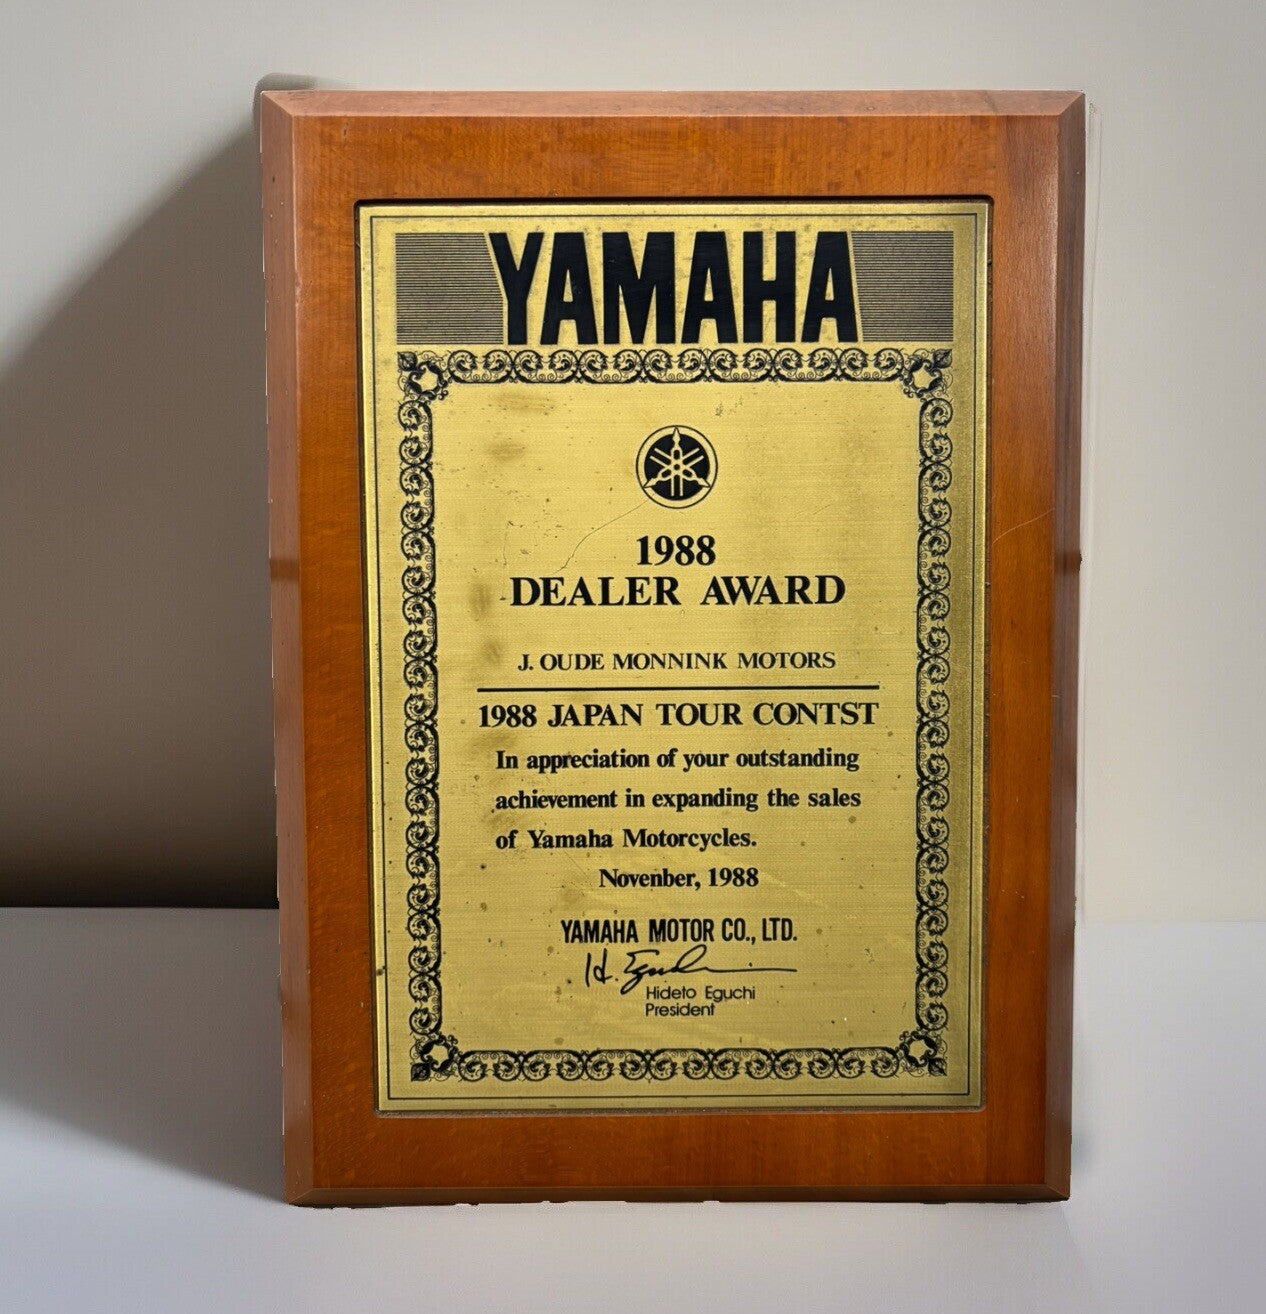 YAMAHA
1988
DEALER AWARD
J. OUDE MONNINK MOTORS
1988 JAPAN TOUR CONTST
In appreciation of your outstanding
achievement in expanding the sales
of Yamaha Motorcycles.
Novenber, 1988
YAMAHA MOTOR CO., LTD.
H. Eguchi
Hideto Eguchi
President